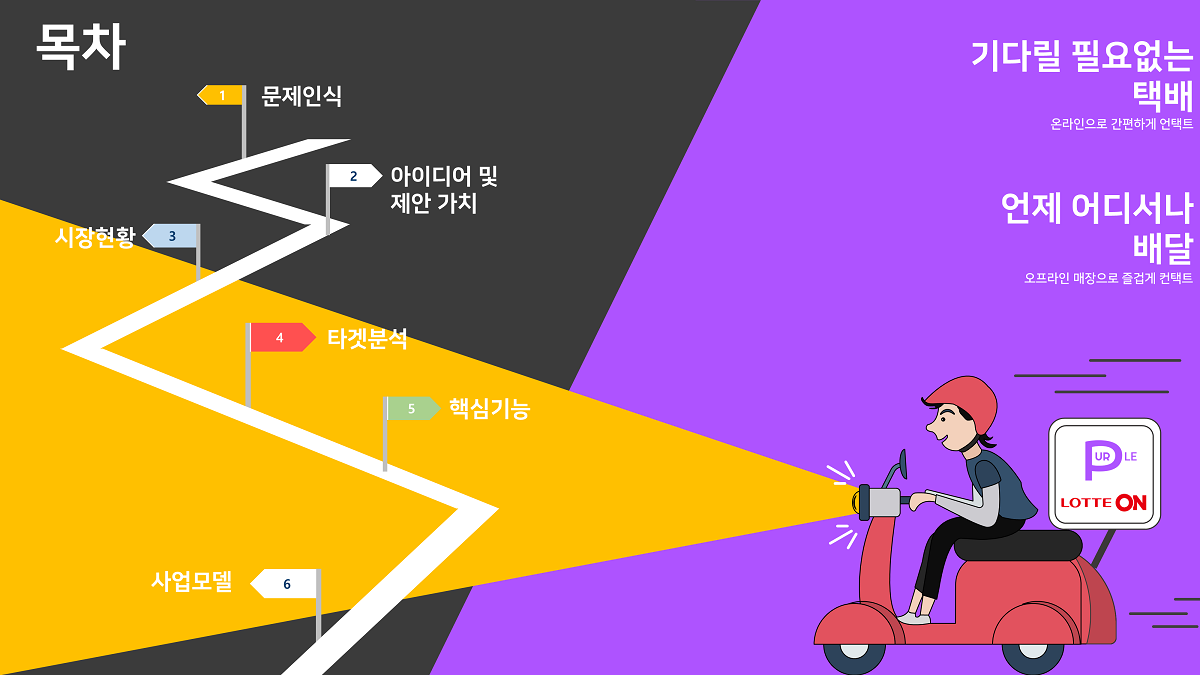 목차
1
문제인식
2
아이디어 및
제안 가치
시장현황
3
4
타겟분석
5
핵심기능
사업모델
6
기다릴 필요없는
택배
온라인으로 간편하게 언택트
언제 어디서나
배달
오프라인 매장으로 즐겁게 컨택트
PURPLE
LOTTE ON